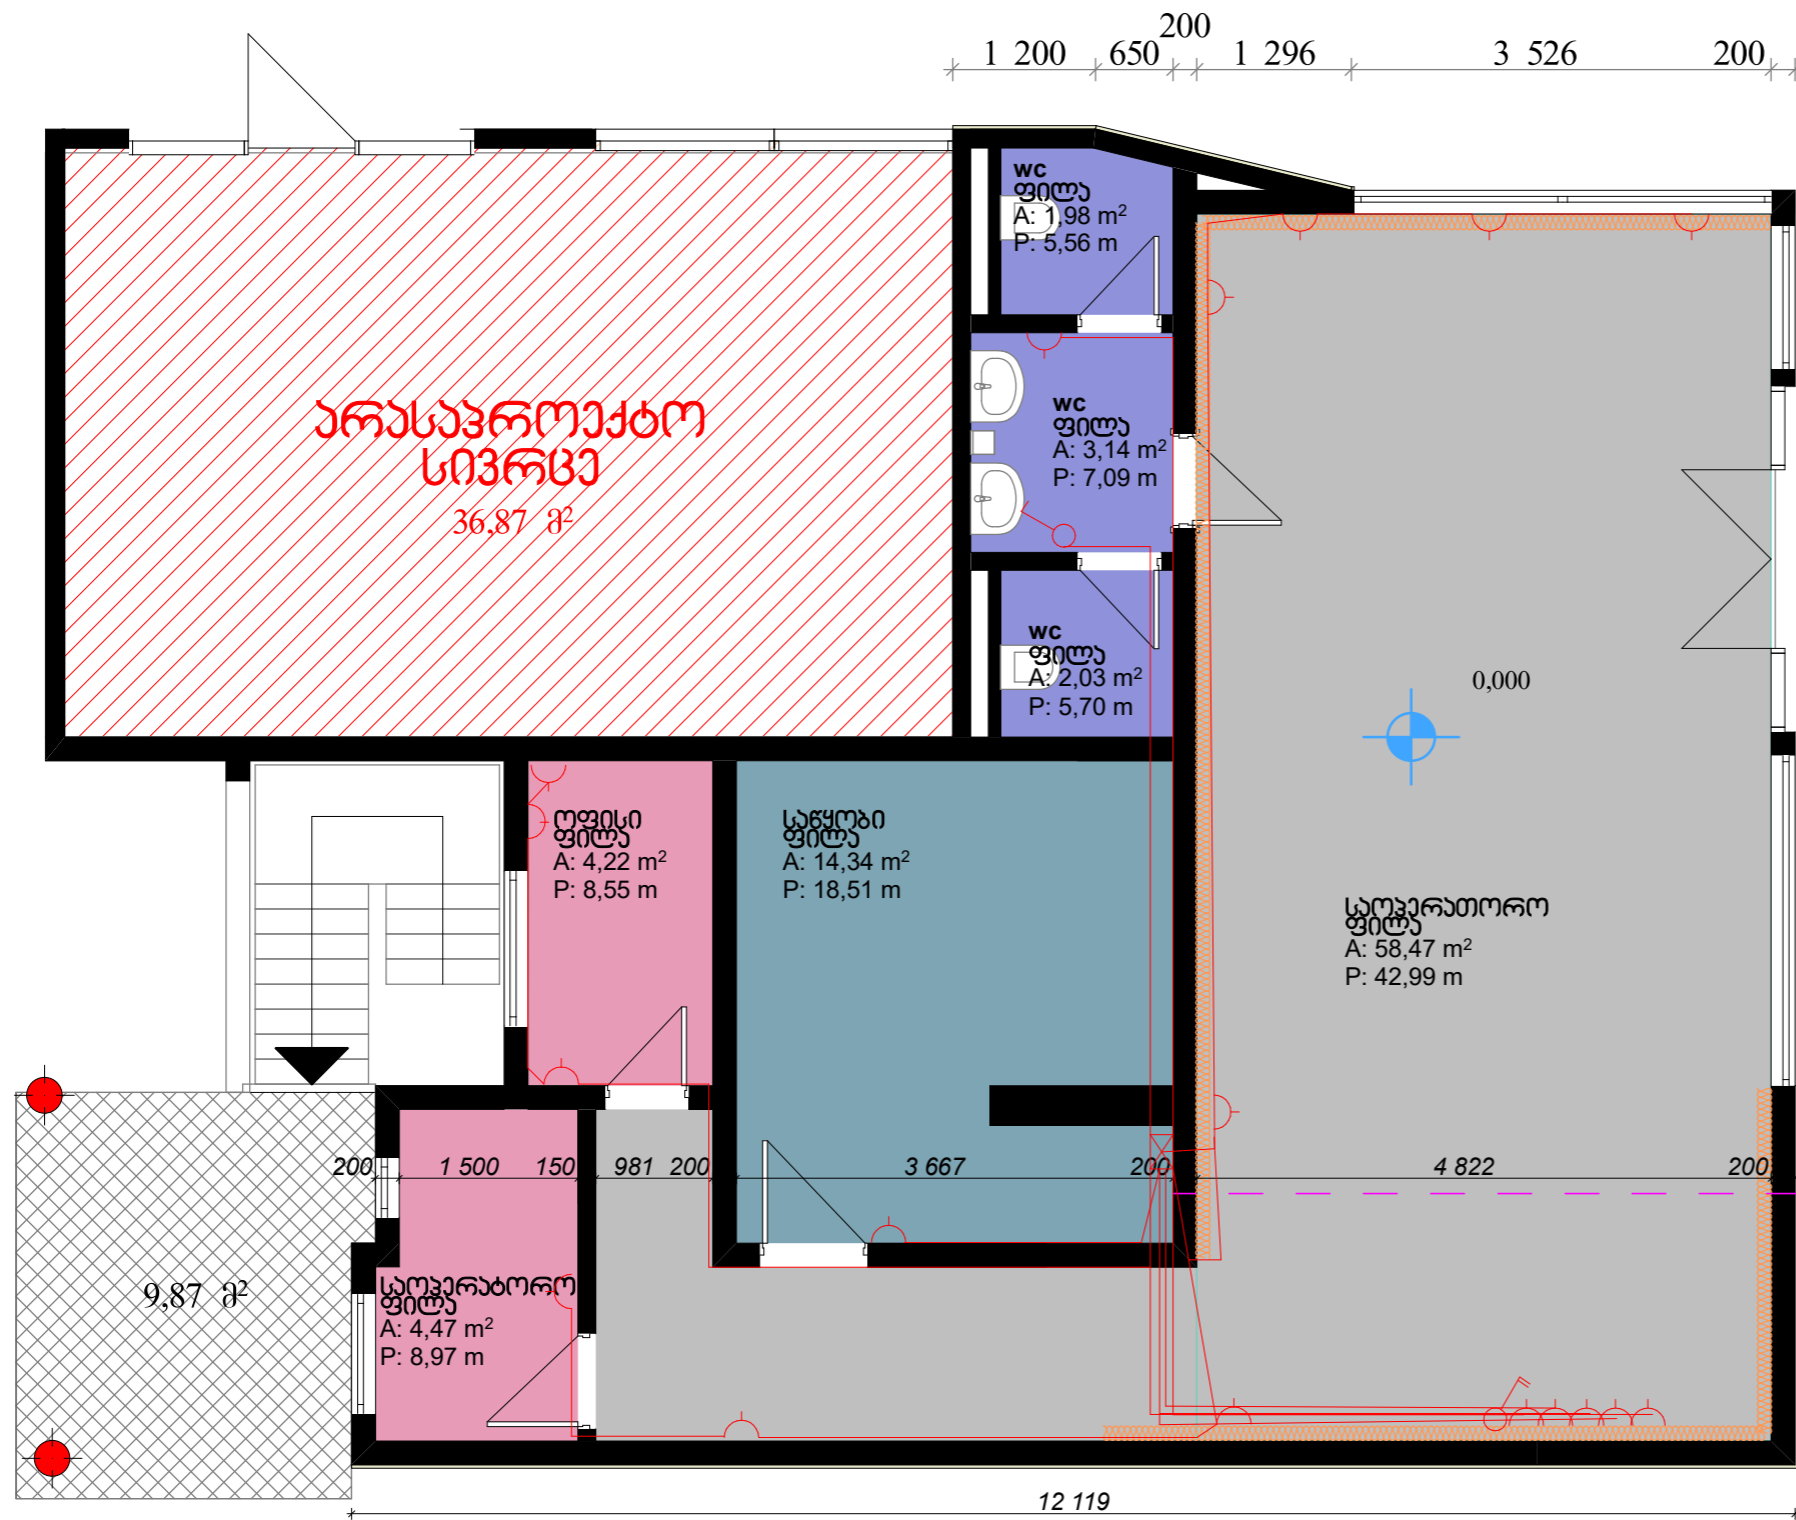 200
1 200 650 1 296 3 526 200
wc
ფილა
A: 1,98 m²
P: 5,56 m
არასაპროექტო
სივრცე
36,87 მ²
wc
ფილა
A: 3,14 m²
P: 7,09 m
wc
ფილა
A: 2,03 m²
P: 5,70 m
0,000
ოფისი
ფილა
A: 4,22 m²
P: 8,55 m
საწყობი
ფილა
A: 14,34 m²
P: 18,51 m
საოპერათორო
ფილა
A: 58,47 m²
P: 42,99 m
200 1 500 150 981 200 3 667 200 4 822 200
9,87 მ²
საოპერატორო
ფილა
A: 4,47 m²
P: 8,97 m
12 119